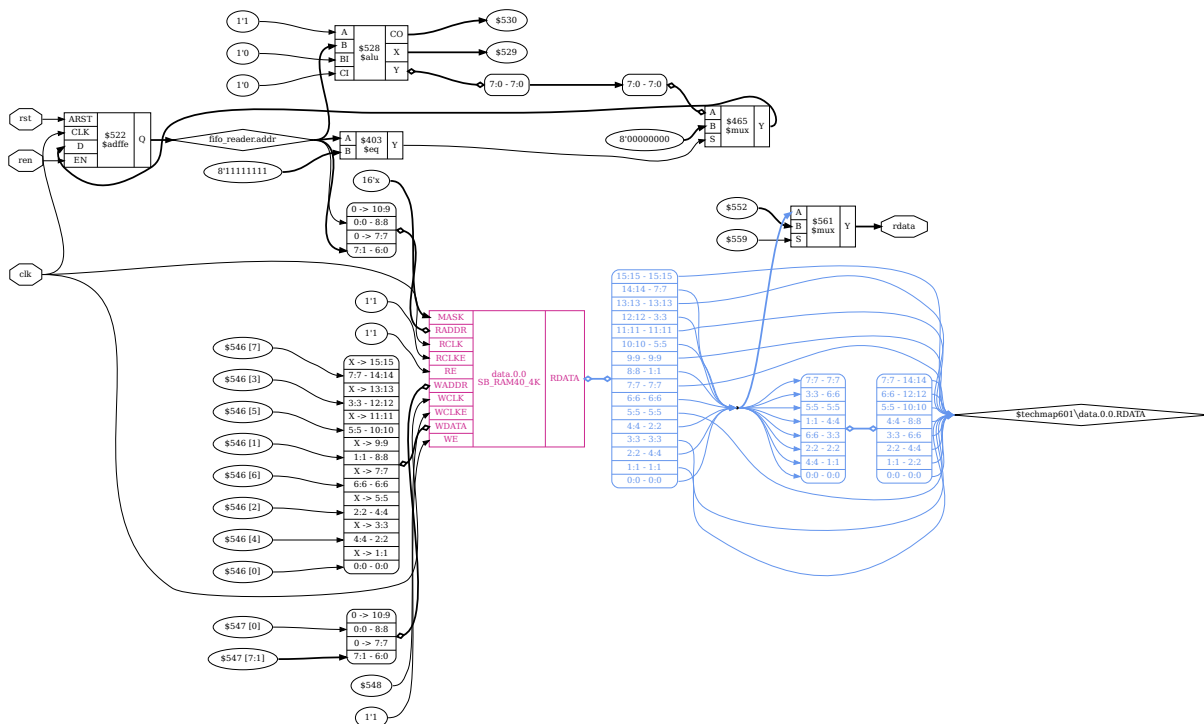 1'1
1'0
1'0
A
B
BI
CI
$528
$alu
CO
X
Y
$530
$529
7:0 - 7:0
7:0 - 7:0
rst
ren
clk
ARST
CLK
D
EN
$522
$adffe
Q
fifo_reader.addr
8'11111111
A
B
$403
$eq
Y
8'00000000
A
B
S
$465
$mux
Y
16'x
0 -> 10:9
0:0 - 8:8
0 -> 7:7
7:1 - 6:0
$552
$559
A
B
S
$561
$mux
Y
rdata
1'1
1'1
$546 [7]
$546 [3]
$546 [5]
$546 [1]
$546 [6]
$546 [2]
$546 [4]
$546 [0]
X -> 15:15
7:7 - 14:14
X -> 13:13
3:3 - 12:12
X -> 11:11
5:5 - 10:10
X -> 9:9
1:1 - 8:8
X -> 7:7
6:6 - 6:6
X -> 5:5
2:2 - 4:4
X -> 3:3
4:4 - 2:2
X -> 1:1
0:0 - 0:0
MASK
RADDR
RCLK
RCLKE
RE
WADDR
WCLK
WCLKE
WDATA
WE
data.0.0
SB_RAM40_4K
RDATA
15:15 - 15:15
14:14 - 7:7
13:13 - 13:13
12:12 - 3:3
11:11 - 11:11
10:10 - 5:5
9:9 - 9:9
8:8 - 1:1
7:7 - 7:7
6:6 - 6:6
5:5 - 5:5
4:4 - 2:2
3:3 - 3:3
2:2 - 4:4
1:1 - 1:1
0:0 - 0:0
7:7 - 7:7
3:3 - 6:6
5:5 - 5:5
1:1 - 4:4
6:6 - 3:3
2:2 - 2:2
4:4 - 1:1
0:0 - 0:0
7:7 - 14:14
6:6 - 12:12
5:5 - 10:10
4:4 - 8:8
3:3 - 6:6
2:2 - 4:4
1:1 - 2:2
0:0 - 0:0
$techmap601\data.0.0.RDATA
$547 [0]
$547 [7:1]
0 -> 10:9
0:0 - 8:8
0 -> 7:7
7:1 - 6:0
$548
1'1